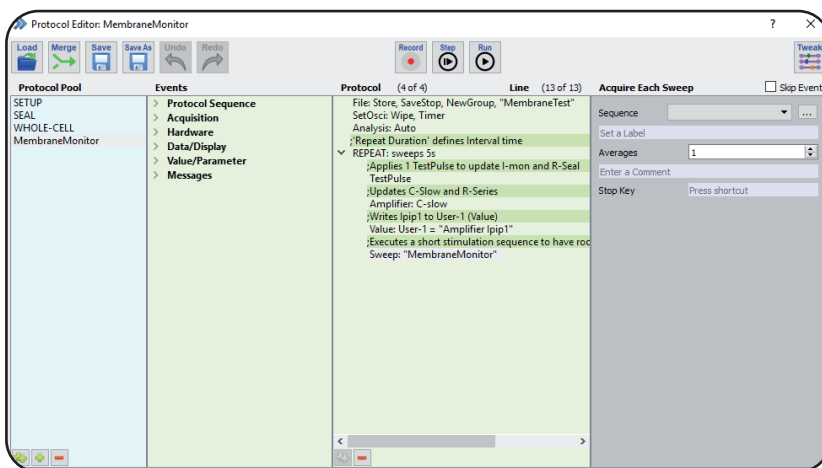 Protocol Editor: MembraneMonitor
?
Load Merge Save Save As Undo Redo Record Step Run Tweak
Protocol Pool Events Protocol (4 of 4) Line (13 of 13) Acquire Each Sweep Skip Event
SETUP
SEAL
WHOLE-CELL
MembraneMonitor
Protocol Sequence
Acquisition
Hardware
Data/Display
Value/Parameter
Messages
File: Store, SaveStop, NewGroup, "MembraneTest"
SetOsci: Wipe, Timer
Analysis: Auto
;'Repeat Duration' defines Interval time
REPEAT: sweeps 5s
;Applies 1 TestPulse to update I-mon and R-Seal
TestPulse
;Updates C-Slow and R-Series
Amplifier: C-slow
;Writes Ipip1 to User-1 (Value)
Value: User-1 = "Amplifier Ipip1"
;Executes a short stimulation sequence to have roc
Sweep: "MembraneMonitor"
Sequence ...
Set a Label
Averages 1
Enter a Comment
Stop Key Press shortcut